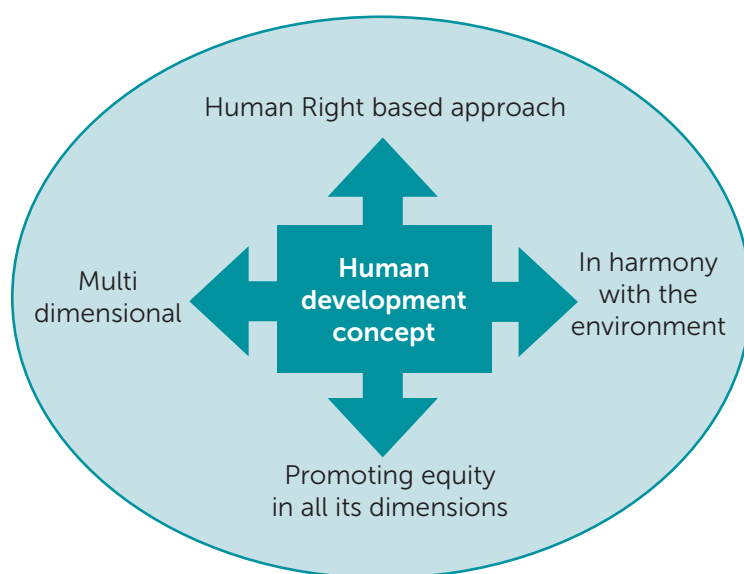 Human Right based approach
Multi
dimensional
Human
development
concept
In harmony
with the
environment
Promoting equity
in all its dimensions